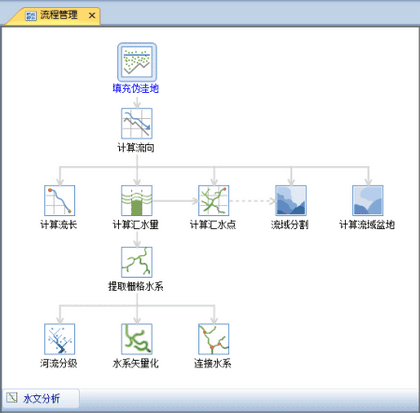 流程管理
填充伪洼地
计算流向
计算流长
计算汇水量
计算汇水点
流域分割
计算流域盆地
提取栅格水系
河流分级
水系矢量化
连接水系
水文分析